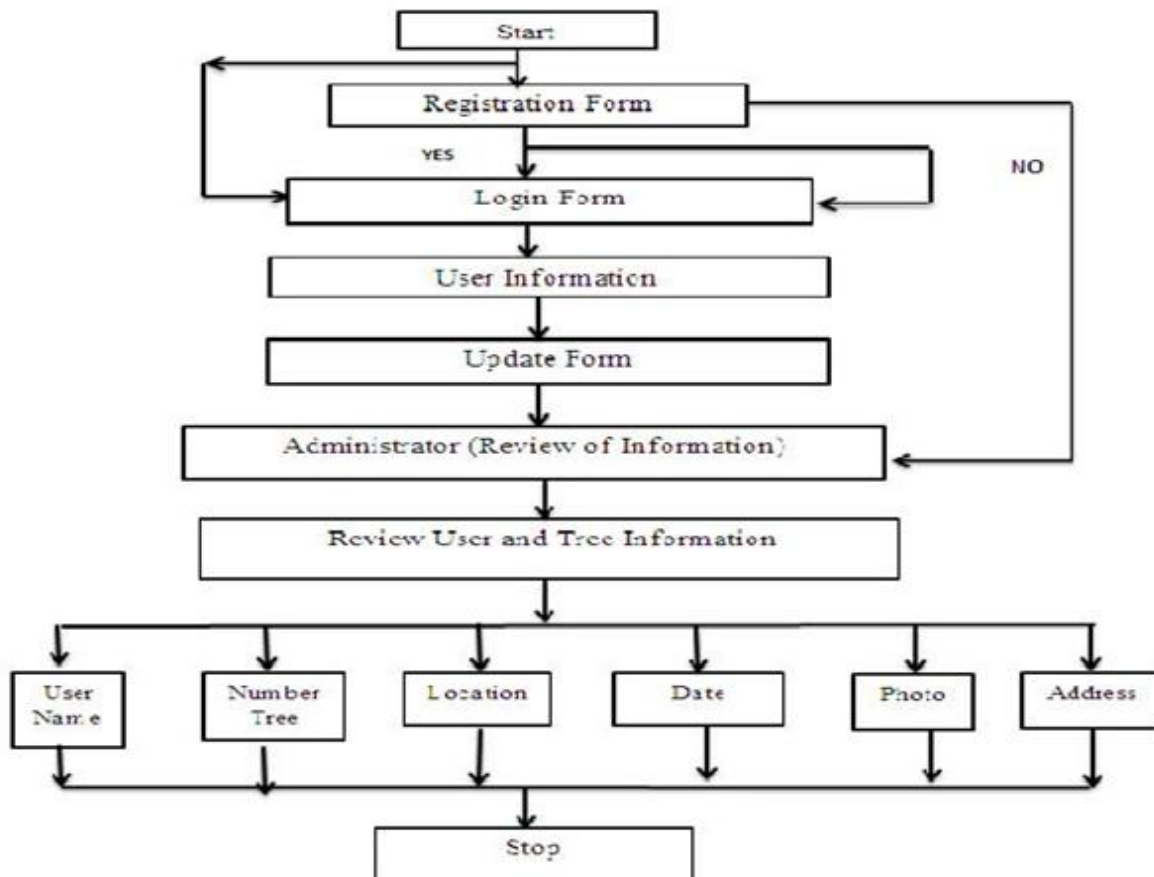 Start
Registration Form
YES
NO
Login Form
User Information
Update Form
Administrator (Review of Information)
Review User and Tree Information
User
Name
Number
Tree
Location
Date
Photo
Address
Stop